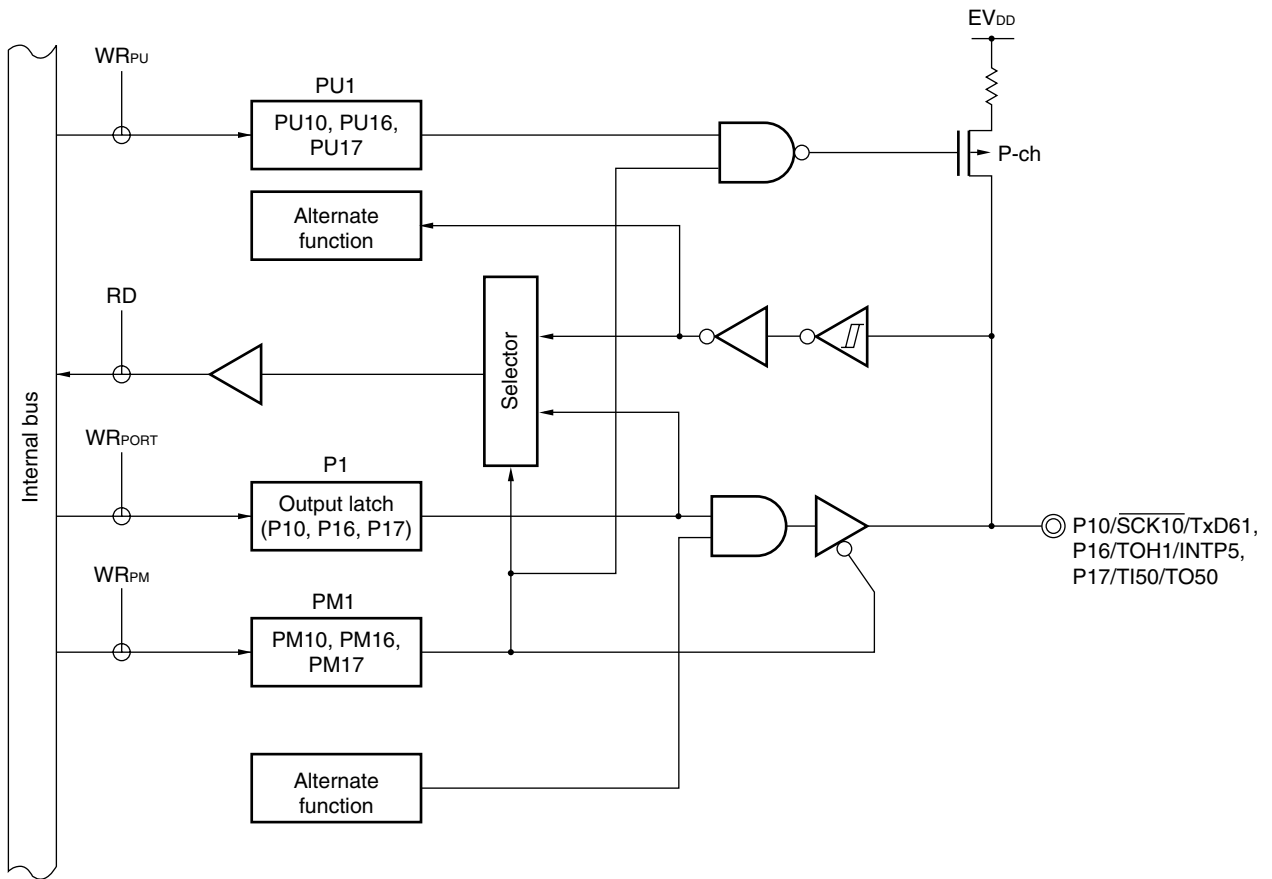 EVDD
WRPU
PU1
PU10, PU16,
PU17
P-ch
Alternate
function
RD
Selector
Internal bus
WRPORT
P1
Output latch
(P10, P16, P17)
P10/SCK10/TxD61,
P16/TOH1/INTP5,
P17/TI50/TO50
WRPM
PM1
PM10, PM16,
PM17
Alternate
function